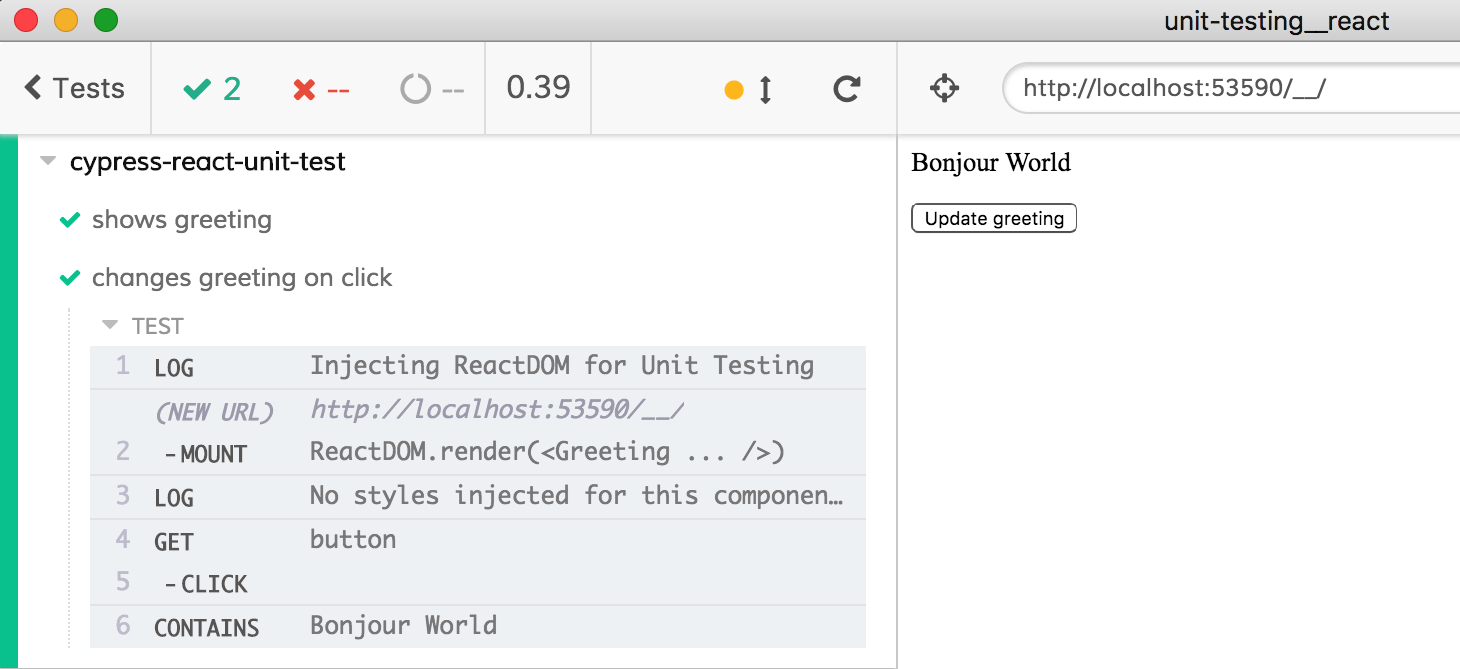 unit-testing__react
Tests 2 -- -- 0.39 http://localhost:53590/__/
cypress-react-unit-test
shows greeting
changes greeting on click
TEST
1 LOG Injecting ReactDOM for Unit Testing
(NEW URL) http://localhost:53590/__/
2 -MOUNT ReactDOM.render(<Greeting ... />)
3 LOG No styles injected for this componen…
4 GET button
5 -CLICK
6 CONTAINS Bonjour World
Bonjour World
Update greeting